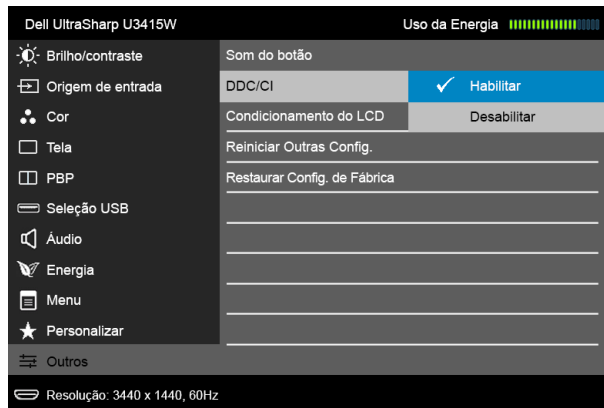 Dell UltraSharp U3415W
Uso da Energia
Brilho/contraste
Som do botão
Origem de entrada
DDC/CI
Habilitar
Cor
Condicionamento do LCD
Desabilitar
Tela
Reiniciar Outras Config.
PBP
Restaurar Config. de Fábrica
Seleção USB
Áudio
Energia
Menu
Personalizar
Outros
Resolução: 3440 x 1440, 60Hz